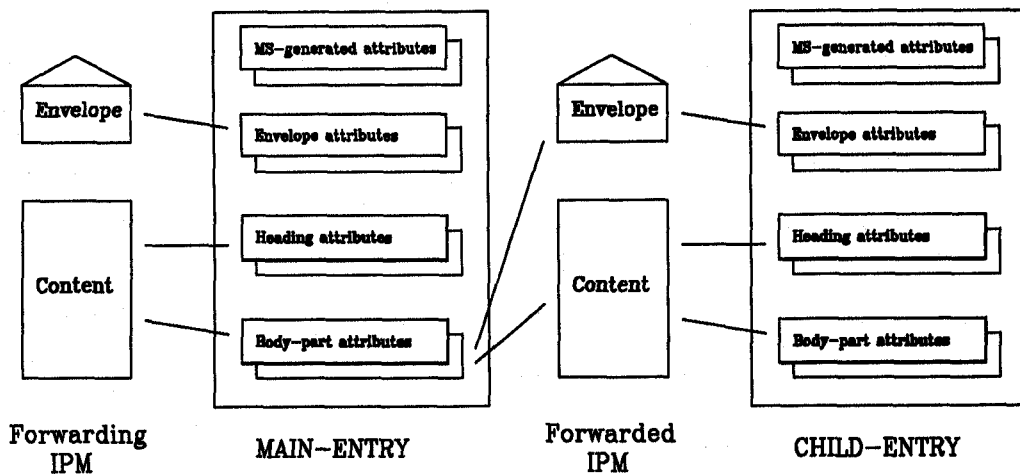 MS-generated attributes
MS-generated attributes
Envelope
Envelope attributes
Envelope
Envelope attributes
Heading attributes
Heading attributes
Content
Content
Body-part attributes
Body-part attributes
Forwarding
IPM
MAIN-ENTRY
Forwarded
IPM
CHILD-ENTRY